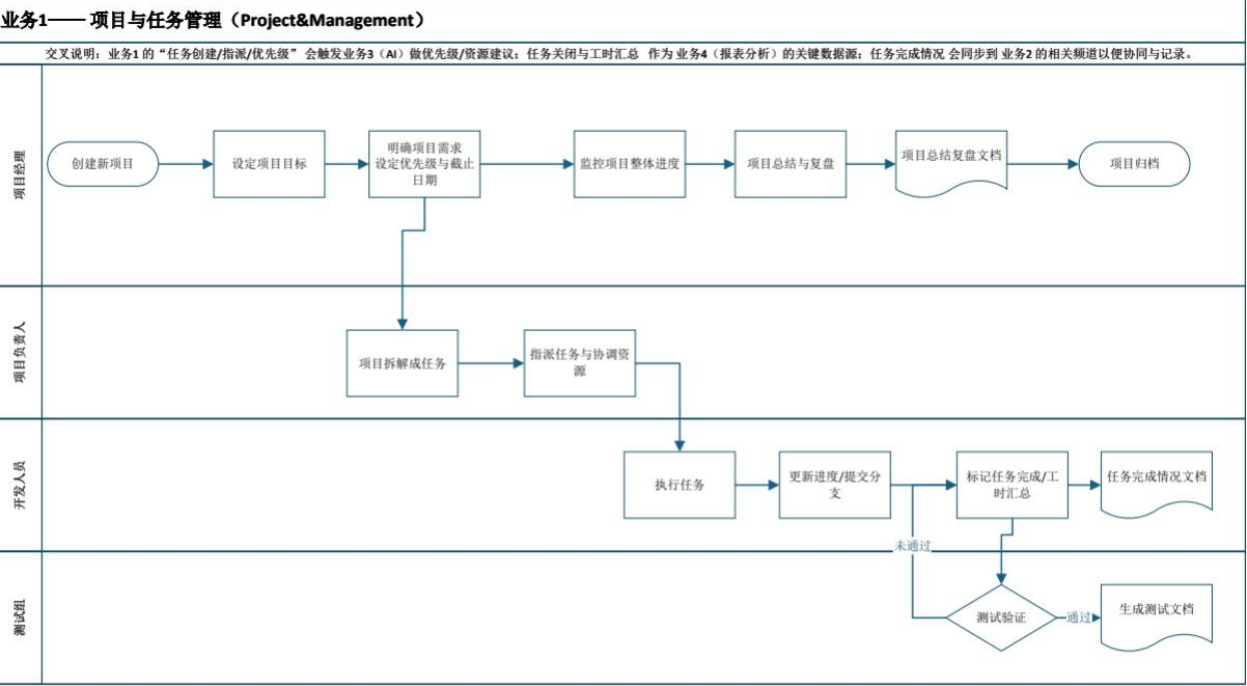 业务1—— 项目与任务管理（Project&Management）
交叉说明：业务1 的“任务创建/指派/优先级” 会触发业务3（AI）做优先级/资源建议；任务关闭与工时汇总 作为 业务4（报表分析）的关键数据源；任务完成情况 会同步到 业务2 的相关频道以便协同与记录。
项目经理
创建新项目
设定项目目标
明确项目需求
设定优先级与截止
日期
监控项目整体进度
项目总结与复盘
项目总结复盘文档
项目归档
项目负责人
项目拆解成任务
指派任务与协调资
源
开发人员
执行任务
更新进度/提交分
支
标记任务完成/工
时汇总
任务完成情况文档
未通过
测试组
测试验证
通过
生成测试文档